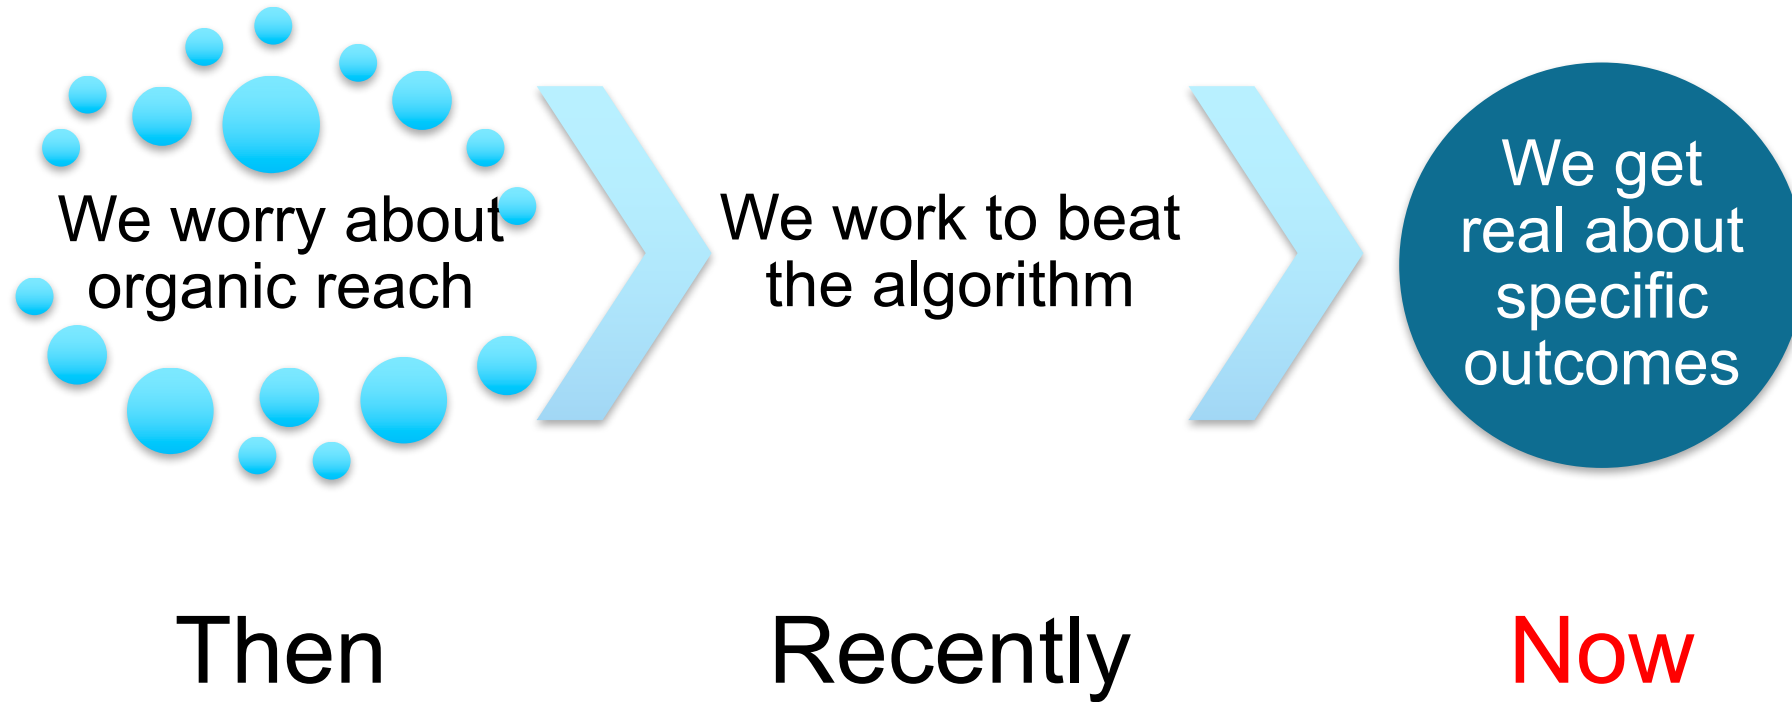 We worry about
organic reach
We work to beat
the algorithm
We get
real about
specific
outcomes
Then
Recently
Now